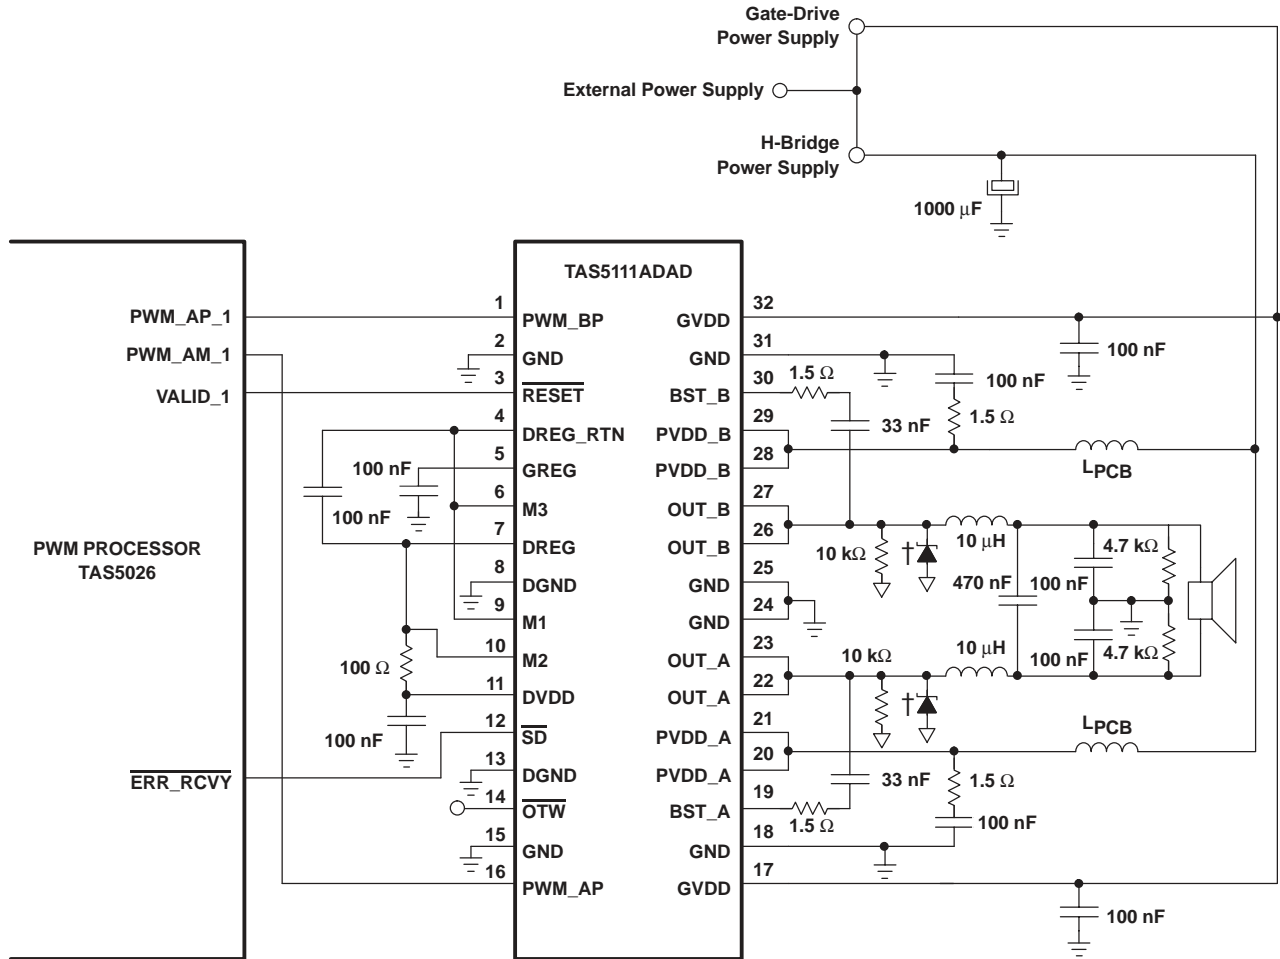 Gate-Drive
Power Supply
External Power Supply
H-Bridge
Power Supply
1000 μF
TAS5111ADAD
PWM PROCESSOR
TAS5026
PWM_AP_1
PWM_AM_1
VALID_1
ERR_RCVY
1
PWM_BP
2
GND
3
RESET
4
DREG_RTN
5
GREG
6
M3
7
DREG
8
DGND
9
M1
10
M2
11
DVDD
12
SD
13
DGND
14
OTW
15
GND
16
PWM_AP
100 nF
100 nF
100 Ω
100 nF
32
GVDD
31
GND
30
BST_B
29
PVDD_B
28
PVDD_B
27
OUT_B
26
OUT_B
25
GND
24
GND
23
OUT_A
22
OUT_A
21
PVDD_A
20
PVDD_A
19
BST_A
18
GND
17
GVDD
100 nF
1.5 Ω
100 nF
33 nF
1.5 Ω
LPCB
10 kΩ
†
10 μH
4.7 kΩ
470 nF
100 nF
10 kΩ
†
10 μH
100 nF
4.7 kΩ
LPCB
33 nF
1.5 Ω
1.5 Ω
100 nF
100 nF